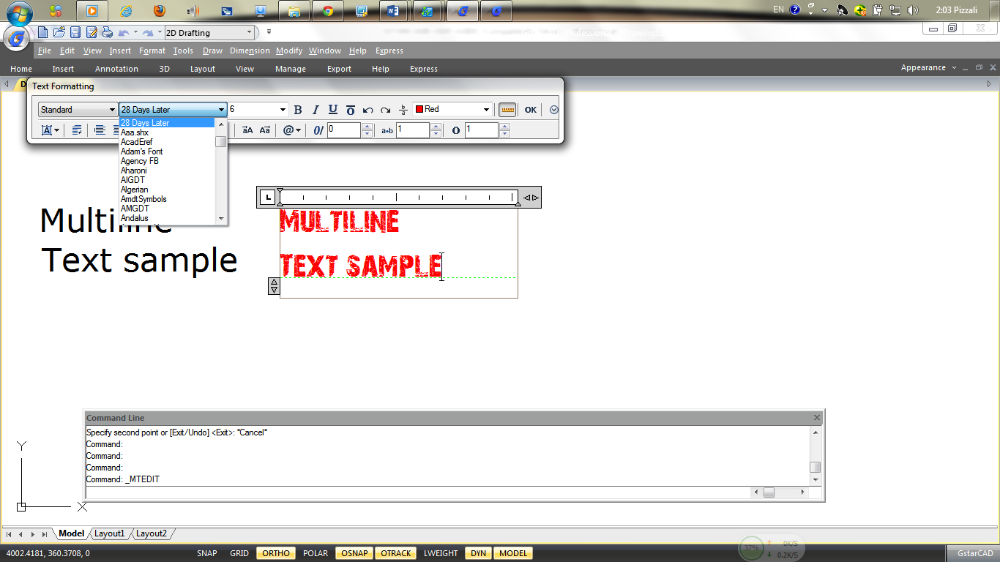 EN
2:03 Pizzali
2D Drafting
File Edit View Insert Format Tools Draw Dimension Modify Window Help Express
Home Insert Annotation 3D Layout View Manage Export Help Express
Appearance
Text Formatting
Standard 28 Days Later 6 B I U O Red OK
28 Days Later
Aaa.shx
AcadEref
Adam's Font
Agency FB
Aharoni
AIGDT
Algerian
AmdtSymbols
AMGDT
Andalus
āA Aā @ 0/ 0 a+b 1 O 1
L
Multiline
Text sample
MULTILINE
TEXT SAMPLE
Command Line
Specify second point or [Exit/Undo] <Exit>: *Cancel*
Command:
Command:
Command:
Command: _MTEDIT
Y
X
Model Layout1 Layout2
4002.4181, 360.3708, 0 SNAP GRID ORTHO POLAR OSNAP OTRACK LWEIGHT DYN MODEL
37% 0K/S
0.2K/S
GstarCAD